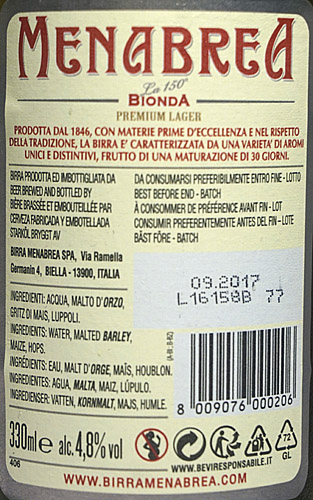 MENABREA
La 150°
BIONDA
PREMIUM LAGER
PRODOTTA DAL 1846, CON MATERIE PRIME D'ECCELLENZA E NEL RISPETTO
DELLA TRADIZIONE, LA BIRRA E' CARATTERIZZATA DA UNA VARIETA' DI AROMI
UNICI E DISTINTIVI, FRUTTO DI UNA MATURAZIONE DI 30 GIORNI.
BIRRA PRODOTTA ED IMBOTTIGLIATA DA
BEER BREWED AND BOTTLED BY
BIÈRE BRASSÉE ET EMBOUTEILLÉE PAR
CERVEZA FABRICADA Y EMBOTELLADA
STARKÖL BRYGGT AV
BIRRA MENABREA SPA, Via Ramella
Germanin 4, BIELLA - 13900, ITALIA
DA CONSUMARSI PREFERIBILMENTE ENTRO FINE - LOTTO
BEST BEFORE END - BATCH
À CONSOMMER DE PRÉFÉRENCE AVANT FIN - LOT
CONSUMIR PREFERENTEMENTE ANTES DEL FIN - LOTE
BÄST FÖRE - BATCH
09.2017
L16158B 77
INGREDIENTI: ACQUA, MALTO D'ORZO,
GRITZ DI MAIS, LUPPOLI.
INGREDIENTS: WATER, MALTED BARLEY,
MAIZE, HOPS.
INGRÉDIENTS: EAU, MALT D'ORGE, MAÏS, HOUBLON.
INGREDIENTES: AGUA, MALTA, MAIZ, LÚPULO.
INGREDIENSER: VATTEN, KORNMALT, MAJS, HUMLE.
330ml e alc. 4,8% vol
406
8 009076 000206
72
GL
WWW.BEVIRESPONSABILE.IT
WWW.BIRRAMENABREA.COM